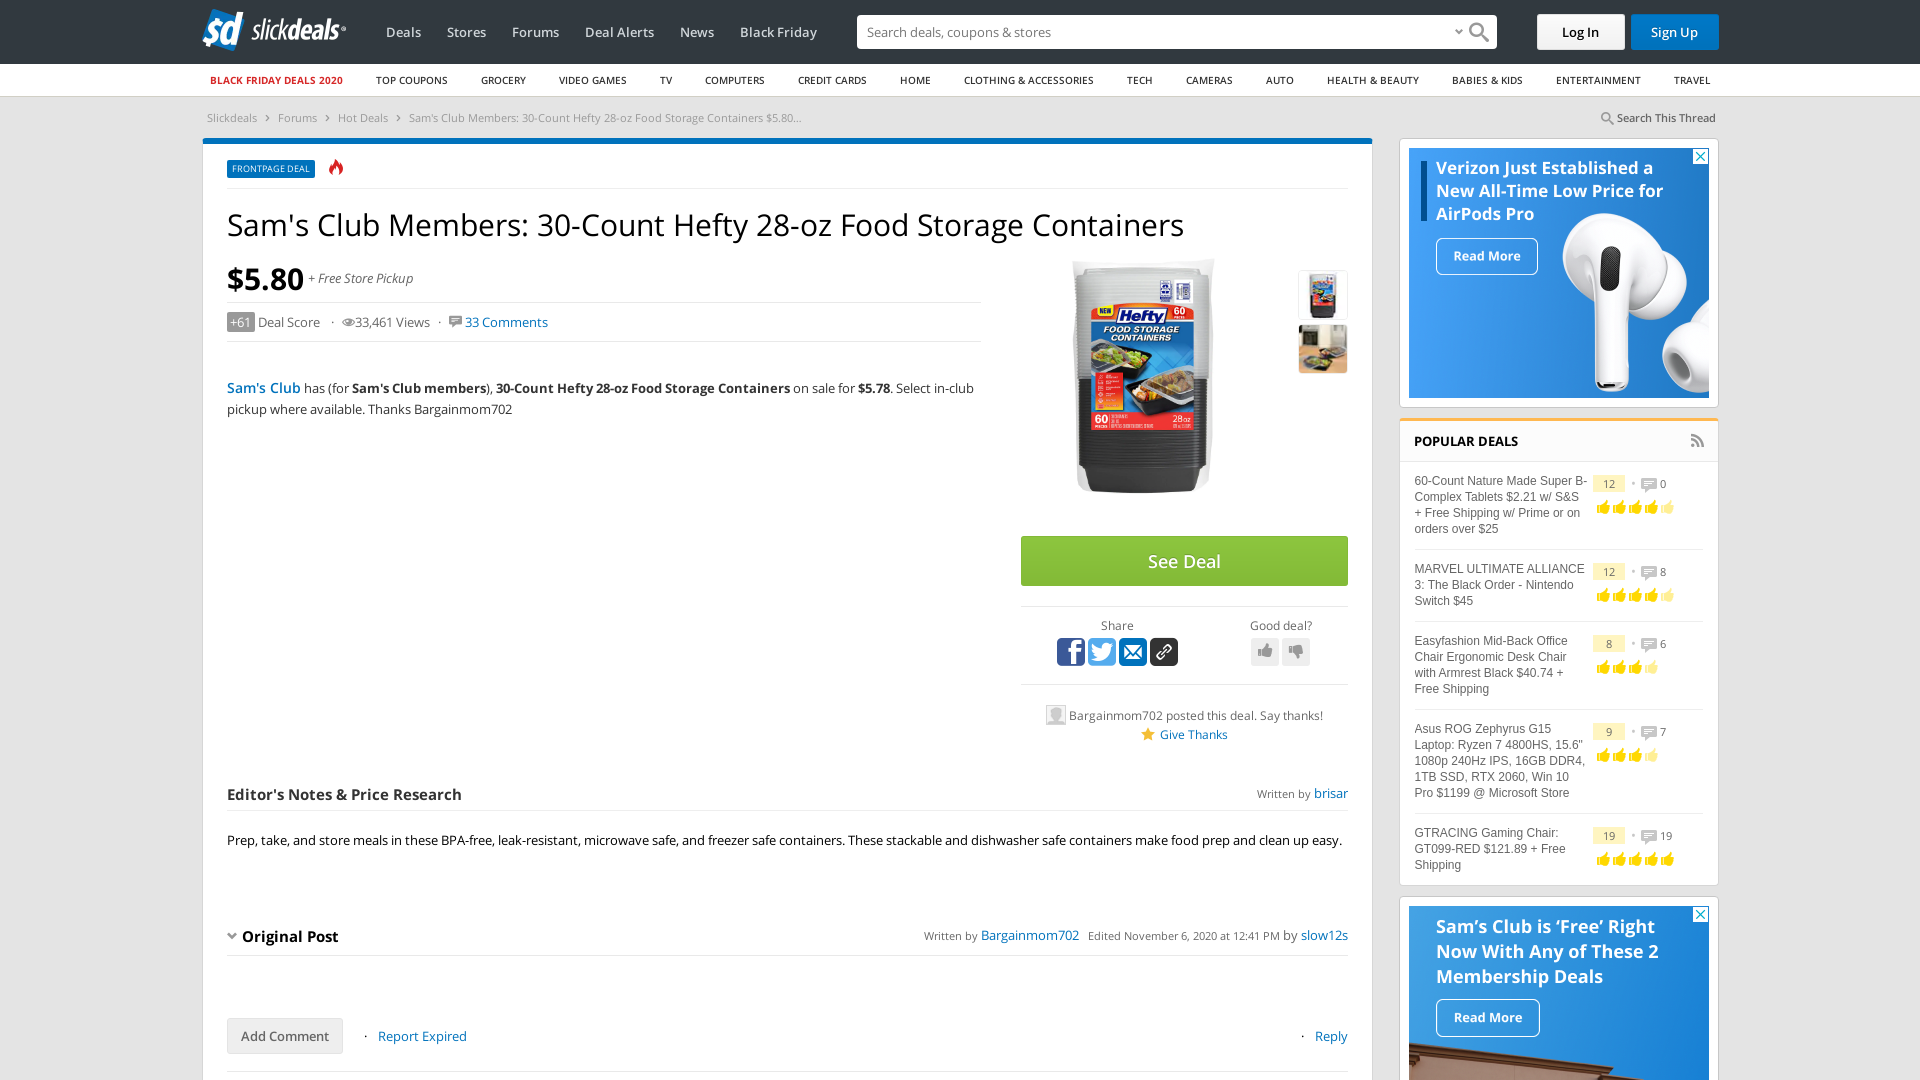 sd slickdeals
Deals Stores Forums Deal Alerts News Black Friday Search deals, coupons & stores Log In Sign Up
BLACK FRIDAY DEALS 2020 TOP COUPONS GROCERY VIDEO GAMES TV COMPUTERS CREDIT CARDS HOME CLOTHING & ACCESSORIES TECH CAMERAS AUTO HEALTH & BEAUTY BABIES & KIDS ENTERTAINMENT TRAVEL
Slickdeals › Forums › Hot Deals › Sam's Club Members: 30-Count Hefty 28-oz Food Storage Containers $5.80... Search This Thread
FRONTPAGE DEAL
Sam's Club Members: 30-Count Hefty 28-oz Food Storage Containers
$5.80 + Free Store Pickup
+61 Deal Score · 33,461 Views · 33 Comments
Sam's Club has (for Sam's Club members), 30-Count Hefty 28-oz Food Storage Containers on sale for $5.78. Select in-club
pickup where available. Thanks Bargainmom702
NEW Hefty 60
FOOD STORAGE
CONTAINERS
60 28oz
See Deal
Share Good deal?
Bargainmom702 posted this deal. Say thanks!
Give Thanks
Editor's Notes & Price Research Written by brisar
Prep, take, and store meals in these BPA-free, leak-resistant, microwave safe, and freezer safe containers. These stackable and dishwasher safe containers make food prep and clean up easy.
Original Post Written by Bargainmom702 Edited November 6, 2020 at 12:41 PM by slow12s
Add Comment · Report Expired · Reply
Verizon Just Established a
New All-Time Low Price for
AirPods Pro
Read More
POPULAR DEALS
60-Count Nature Made Super B-
Complex Tablets $2.21 w/ S&S
+ Free Shipping w/ Prime or on
orders over $25
12 • 0
MARVEL ULTIMATE ALLIANCE
3: The Black Order - Nintendo
Switch $45
12 • 8
Easyfashion Mid-Back Office
Chair Ergonomic Desk Chair
with Armrest Black $40.74 +
Free Shipping
8 • 6
Asus ROG Zephyrus G15
Laptop: Ryzen 7 4800HS, 15.6"
1080p 240Hz IPS, 16GB DDR4,
1TB SSD, RTX 2060, Win 10
Pro $1199 @ Microsoft Store
9 • 7
GTRACING Gaming Chair:
GT099-RED $121.89 + Free
Shipping
19 • 19
Sam's Club is 'Free' Right
Now With Any of These 2
Membership Deals
Read More